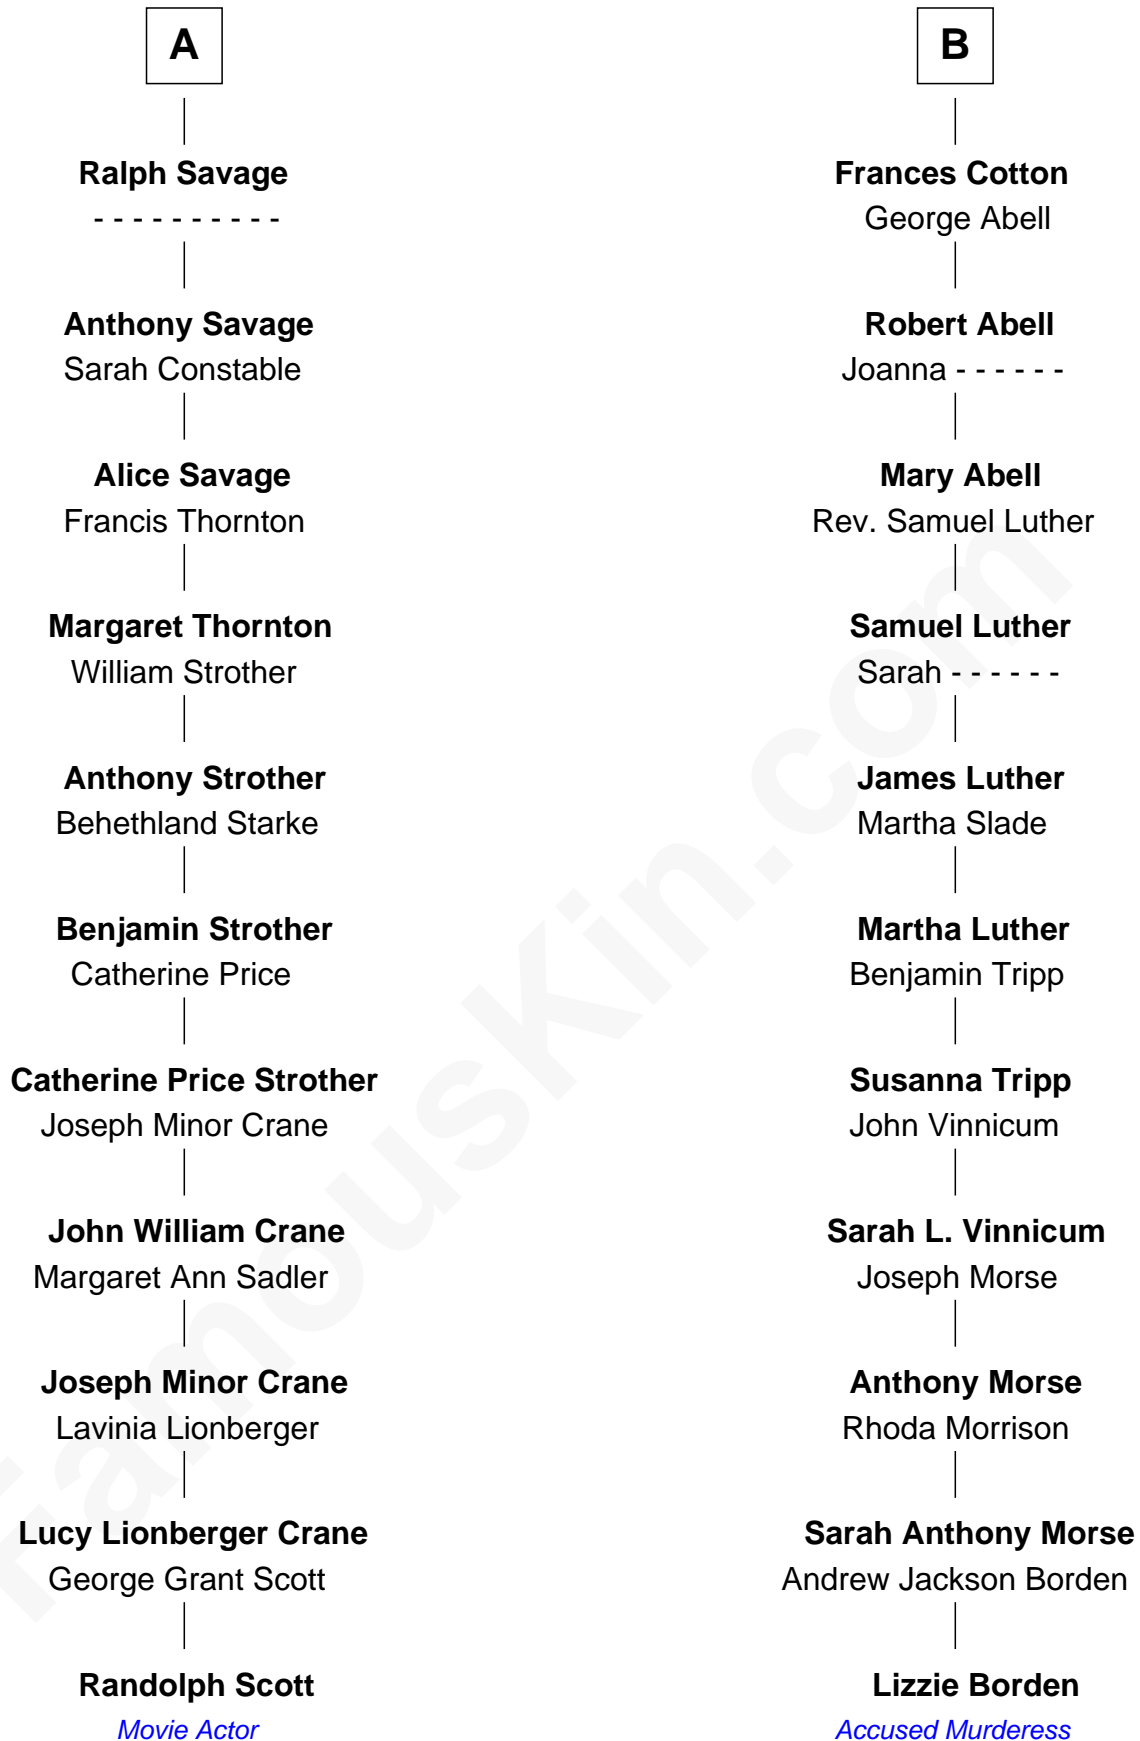 A
Ralph Savage
- - - - - - - - - -
Anthony Savage
Sarah Constable
Alice Savage
Francis Thornton
Margaret Thornton
William Strother
Anthony Strother
Behethland Starke
Benjamin Strother
Catherine Price
Catherine Price Strother
Joseph Minor Crane
John William Crane
Margaret Ann Sadler
Joseph Minor Crane
Lavinia Lionberger
Lucy Lionberger Crane
George Grant Scott
Randolph Scott
Movie Actor
B
Frances Cotton
George Abell
Robert Abell
Joanna - - - - - -
Mary Abell
Rev. Samuel Luther
Samuel Luther
Sarah - - - - - -
James Luther
Martha Slade
Martha Luther
Benjamin Tripp
Susanna Tripp
John Vinnicum
Sarah L. Vinnicum
Joseph Morse
Anthony Morse
Rhoda Morrison
Sarah Anthony Morse
Andrew Jackson Borden
Lizzie Borden
Accused Murderess
FamousKin.com